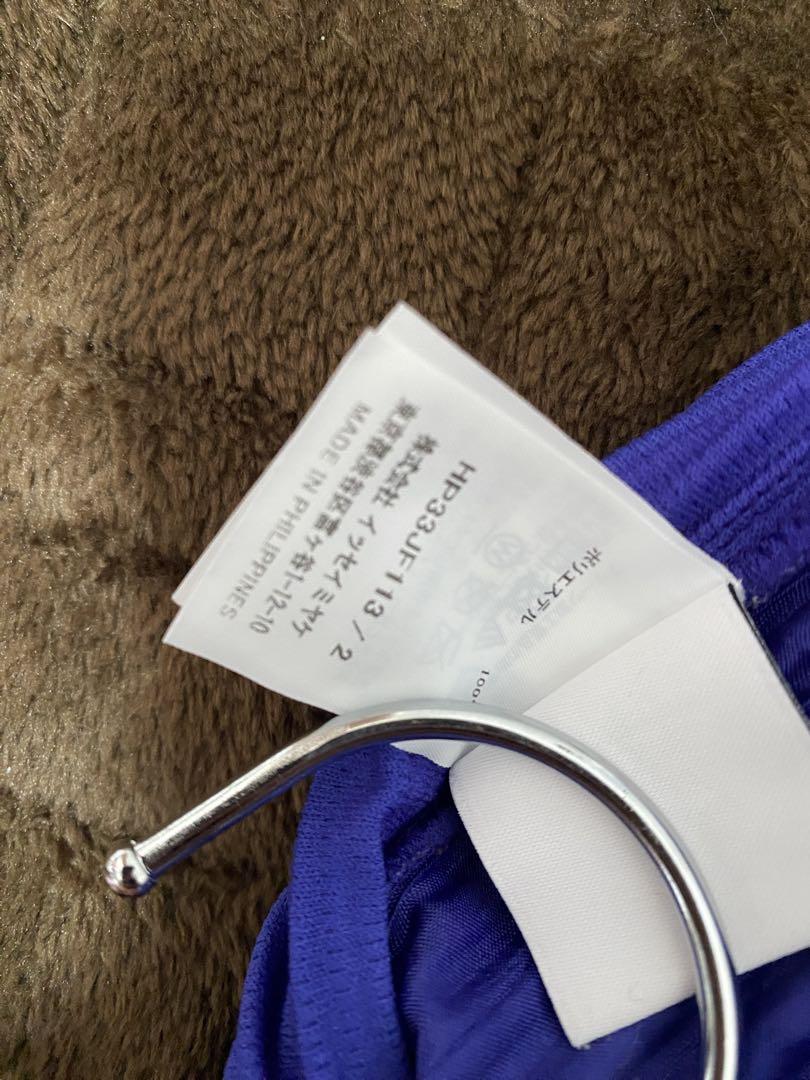 ポリエステル
100
HP33JF113 / 2
株式会社 イッセイミヤケ
東京都渋谷区富ヶ谷1-12-10
MADE IN PHILIPPINES